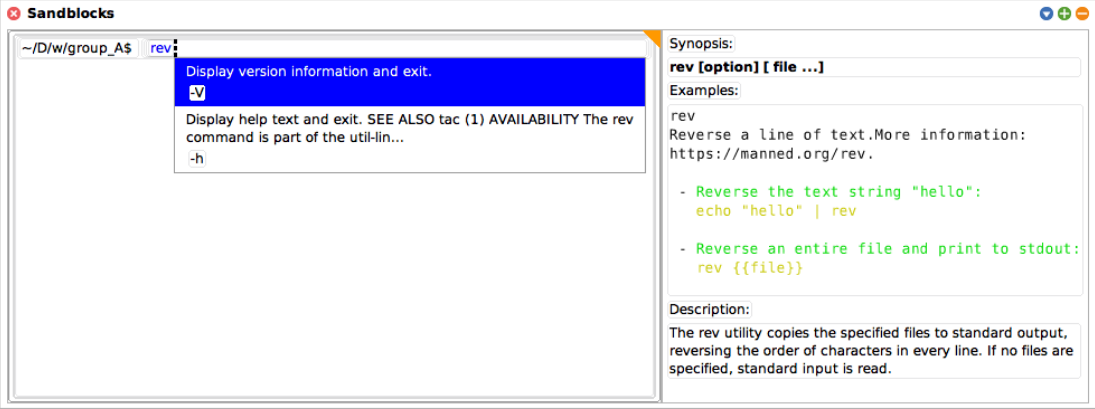 Sandblocks
~/D/w/group_A$ rev
Display version information and exit.
-V
Display help text and exit. SEE ALSO tac (1) AVAILABILITY The rev
command is part of the util-lin...
-h
Synopsis:
rev [option] [ file ...]
Examples:
rev
Reverse a line of text.More information:
https://manned.org/rev.
- Reverse the text string "hello":
echo "hello" | rev
- Reverse an entire file and print to stdout:
rev {{file}}
Description:
The rev utility copies the specified files to standard output,
reversing the order of characters in every line. If no files are
specified, standard input is read.